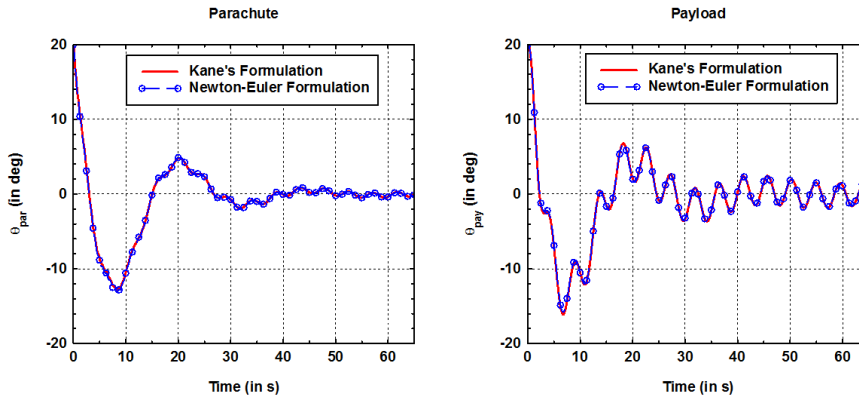 Parachute
20
10
0
-10
-20
θpar (in deg)
Kane's Formulation
Newton-Euler Formulation
0 10 20 30 40 50 60
Time (in s)
Payload
20
10
0
-10
-20
θpay (in deg)
Kane's Formulation
Newton-Euler Formulation
0 10 20 30 40 50 60
Time (in s)